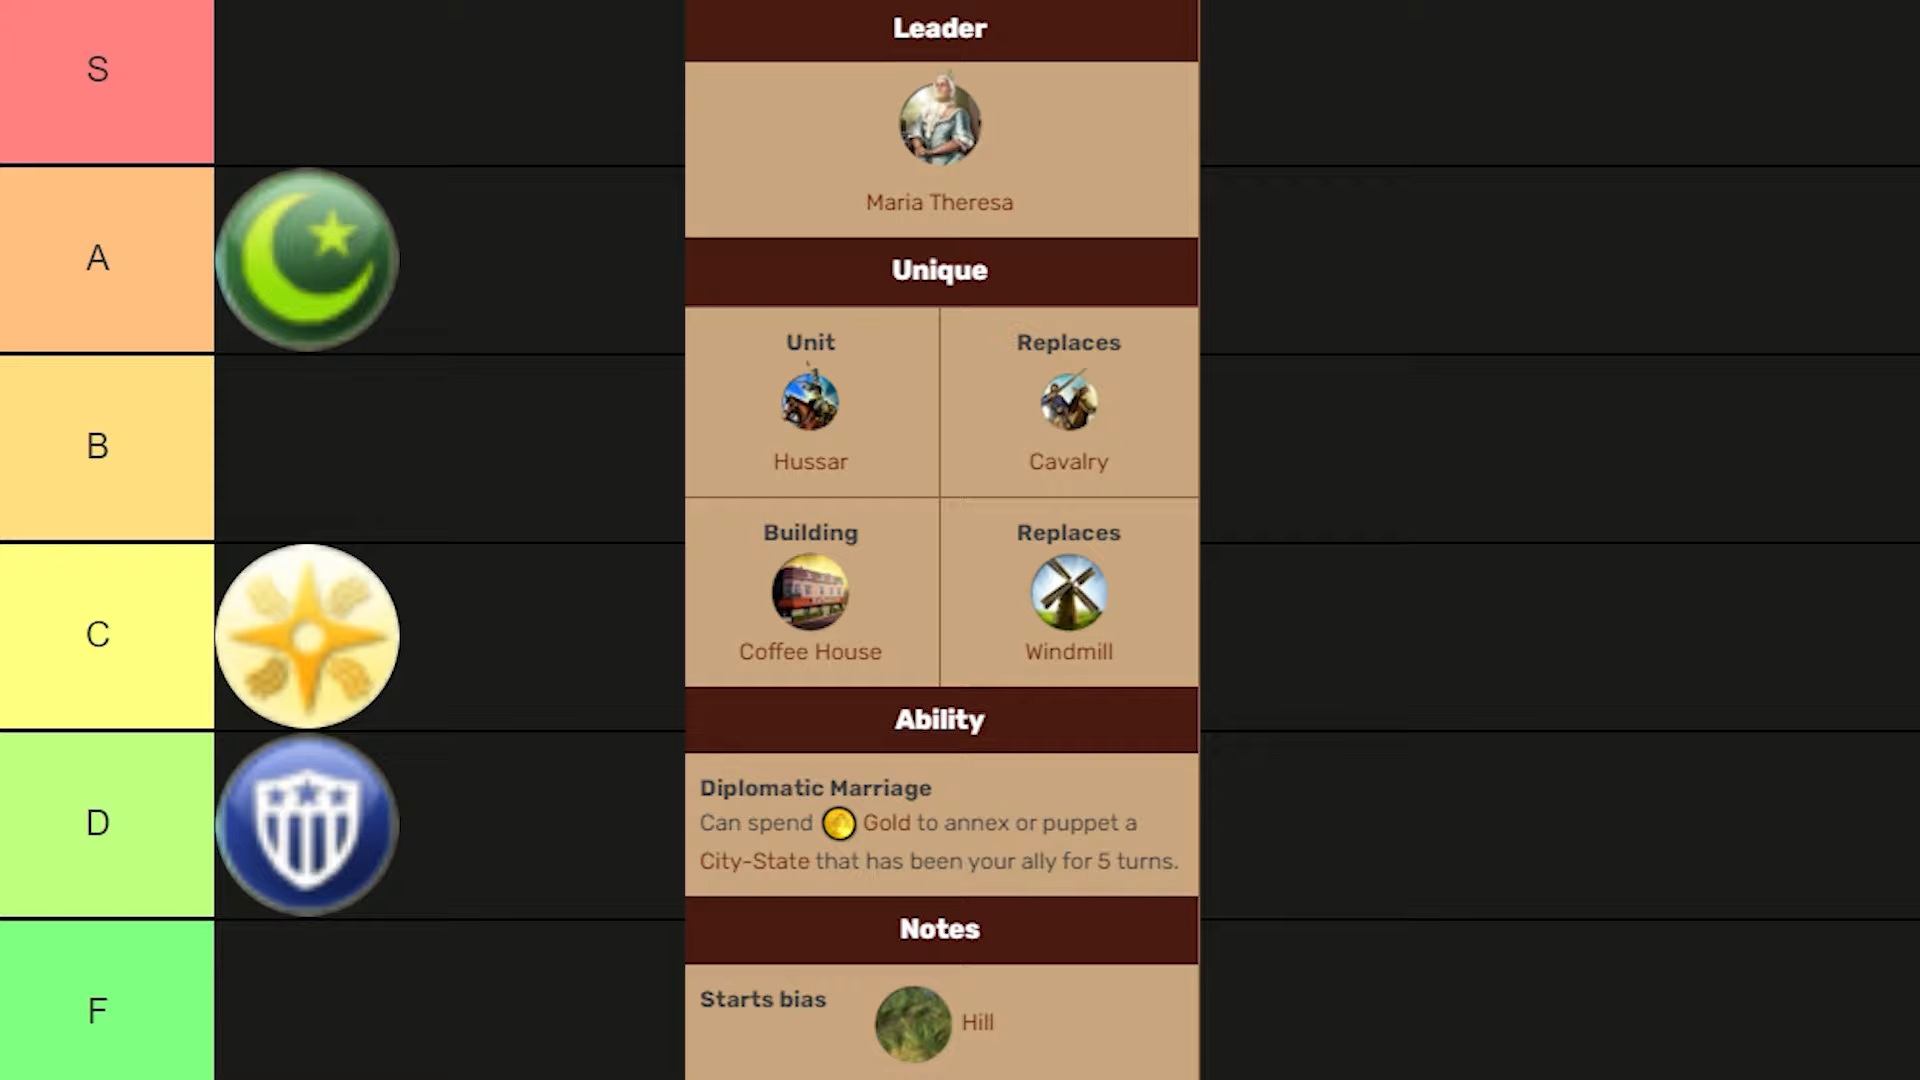 S
A
B
C
D
F
Leader
Maria Theresa
Unique
Unit
Replaces
Hussar
Cavalry
Building
Replaces
Coffee House
Windmill
Ability
Diplomatic Marriage
Can spend Gold to annex or puppet a
City-State that has been your ally for 5 turns.
Notes
Starts bias
Hill